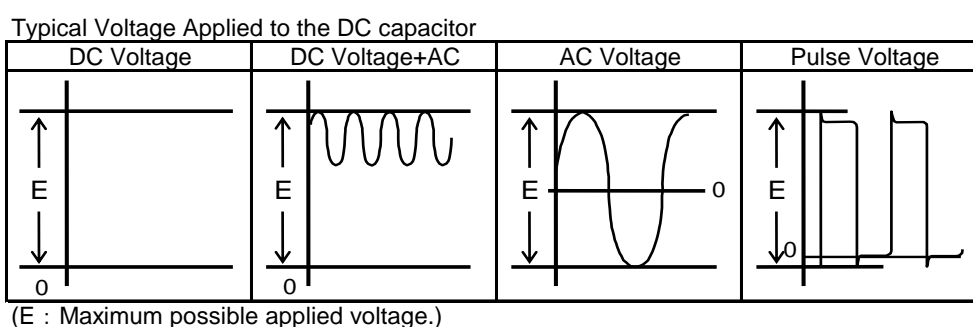 Typical Voltage Applied to the DC capacitor
DC Voltage DC Voltage+AC AC Voltage Pulse Voltage
E E E 0 E
0
0 0
(E：Maximum possible applied voltage.)